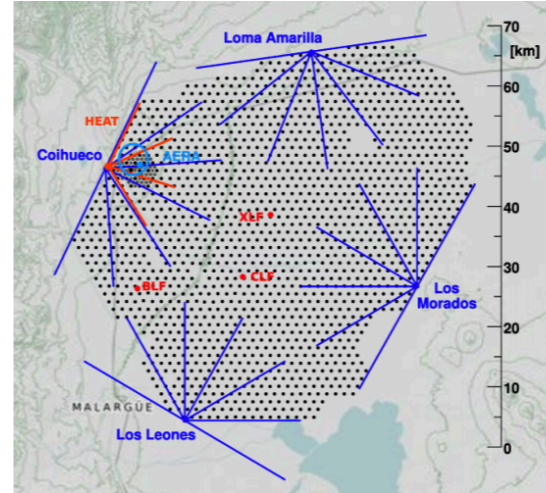 70
Loma Amarilla
[km]
60
HEAT
50
Coihueco
AERA
40
XLF
30
CLF
BLF
Los
Morados
20
10
MALARGÜE
Los Leones
0